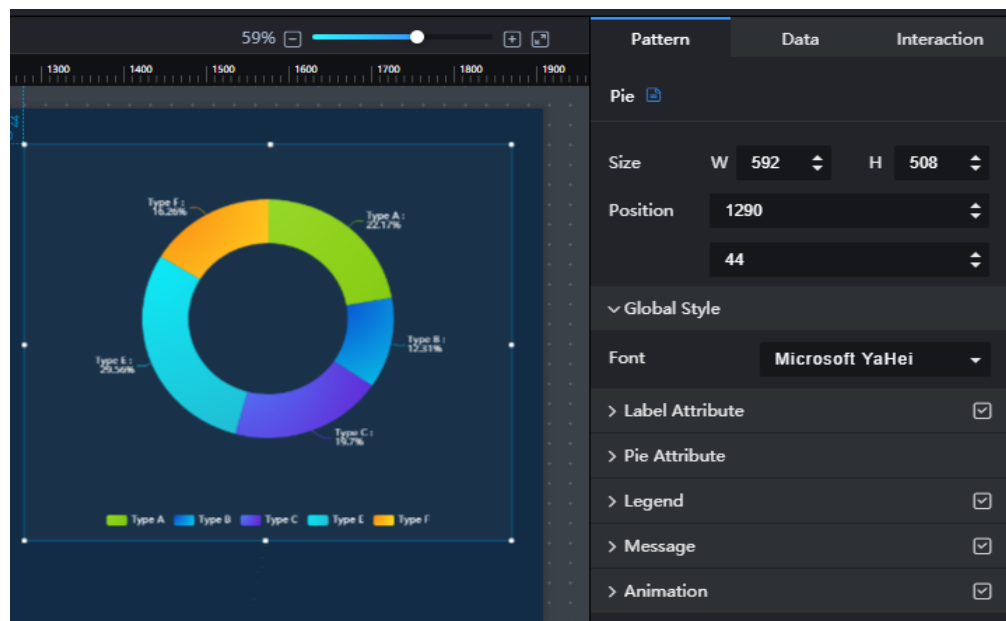 59%
Pattern Data Interaction
1300 1400 1500 1600 1700 1800 1900
Pie
Size W 592 H 508
Position 1290
44
Global Style
Font Microsoft YaHei
Label Attribute
Pie Attribute
Legend
Message
Animation
Type F :
16.26%
Type A :
22.17%
Type B :
12.31%
Type E :
29.56%
Type C :
19.7%
Type A Type B Type C Type E Type F